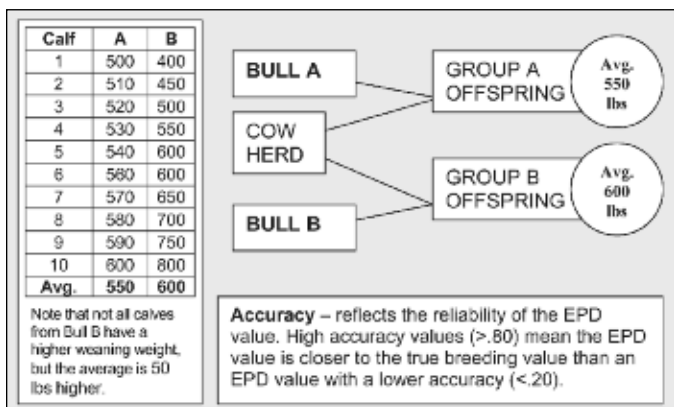 Calf A B
1 500 400
2 510 450
3 520 500
4 530 550
5 540 600
6 560 600
7 570 650
8 580 700
9 590 750
10 600 800
Avg. 550 600
Note that not all calves
from Bull B have a
higher weaning weight,
but the average is 50
lbs higher.
BULL A
COW
HERD
BULL B
GROUP A
OFFSPRING
Avg.
550
lbs
GROUP B
OFFSPRING
Avg.
600
lbs
Accuracy – reflects the reliability of the EPD
value. High accuracy values (>.80) mean the EPD
value is closer to the true breeding value than an
EPD value with a lower accuracy (<.20).